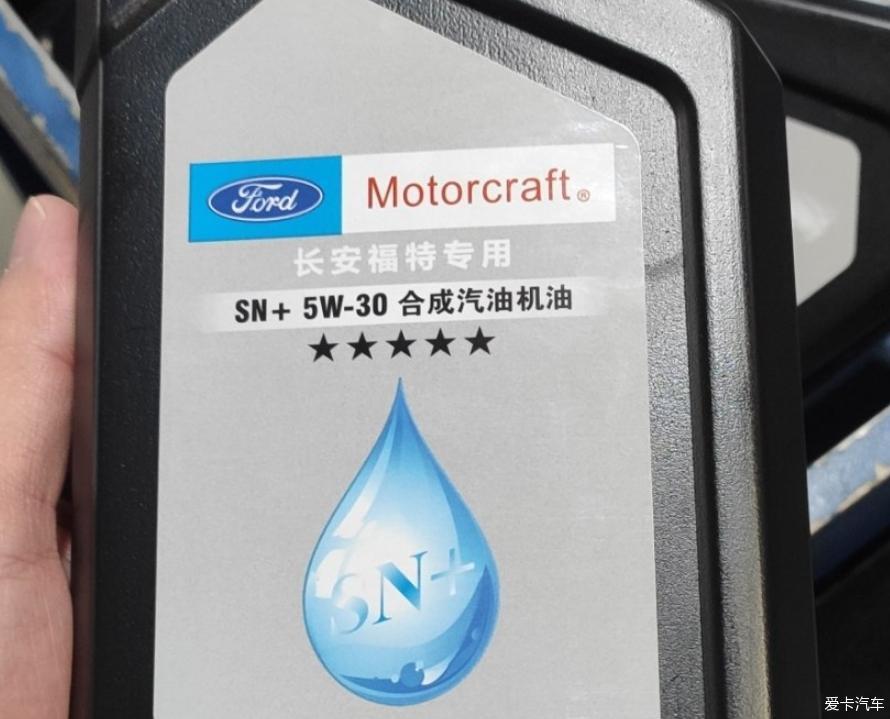 Ford Motorcraft®
长安福特专用
SN+ 5W-30 合成汽油机油
★★★★★
SN+
爱卡汽车